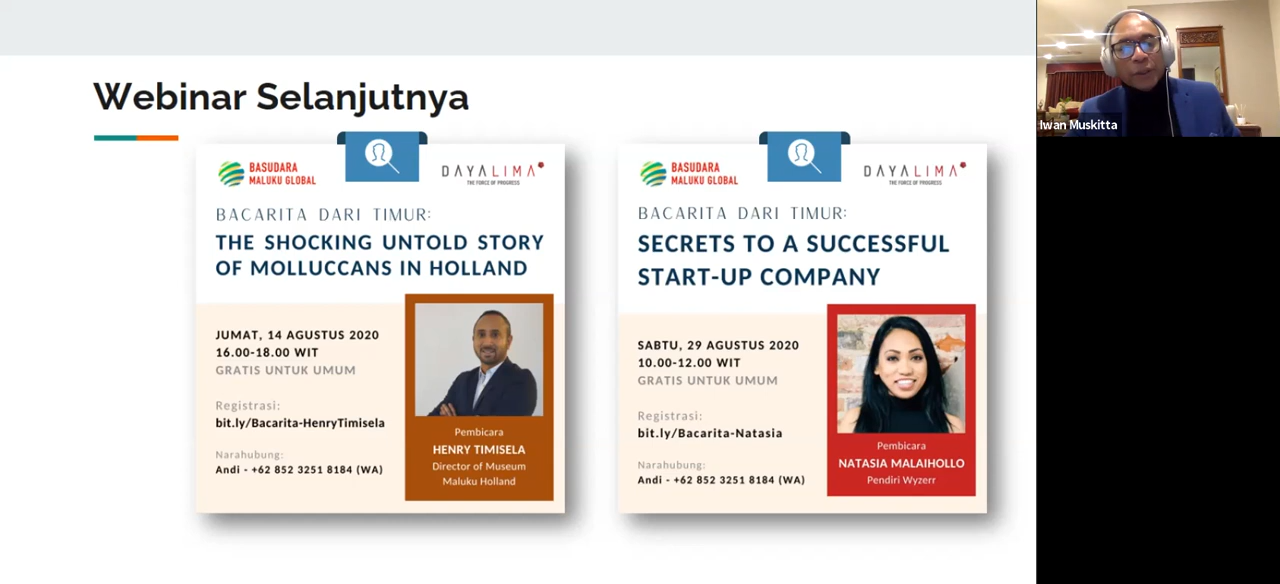 Webinar Selanjutnya
BASUDARA
MALUKU GLOBAL
DAYALIMA
THE FORCE OF PROGRESS
BACARITA DARI TIMUR:
THE SHOCKING UNTOLD STORY
OF MOLLUCCANS IN HOLLAND
JUMAT, 14 AGUSTUS 2020
16.00-18.00 WIT
GRATIS UNTUK UMUM
Registrasi:
bit.ly/Bacarita-HenryTimisela
Narahubung:
Andi - +62 852 3251 8184 (WA)
Pembicara
HENRY TIMISELA
Director of Museum
Maluku Holland
BASUDARA
MALUKU GLOBAL
DAYALIMA
THE FORCE OF PROGRESS
BACARITA DARI TIMUR:
SECRETS TO A SUCCESSFUL
START-UP COMPANY
SABTU, 29 AGUSTUS 2020
10.00-12.00 WIT
GRATIS UNTUK UMUM
Registrasi:
bit.ly/Bacarita-Natasia
Narahubung:
Andi - +62 852 3251 8184 (WA)
Pembicara
NATASIA MALAIHOLLO
Pendiri Wyzerr
Iwan Muskitta